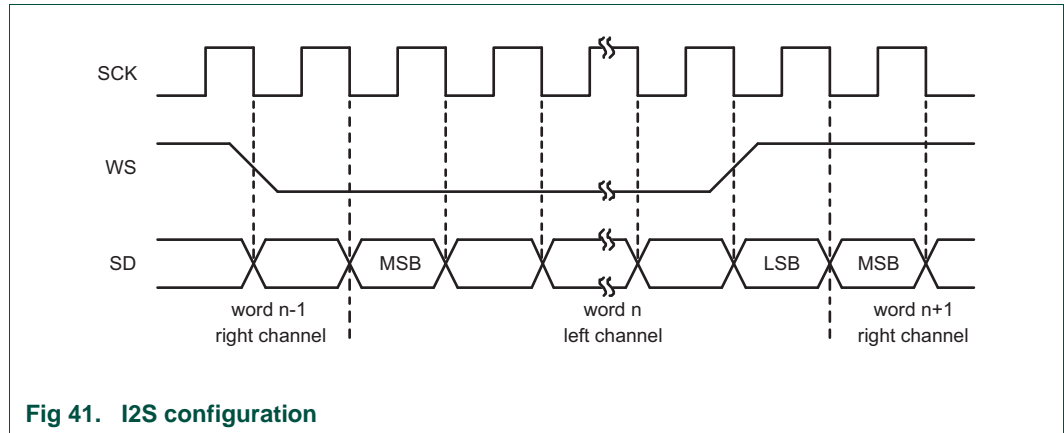 SCK
WS
SD
MSB
LSB
MSB
word n-1
right channel
word n
left channel
word n+1
right channel
Fig 41. I2S configuration